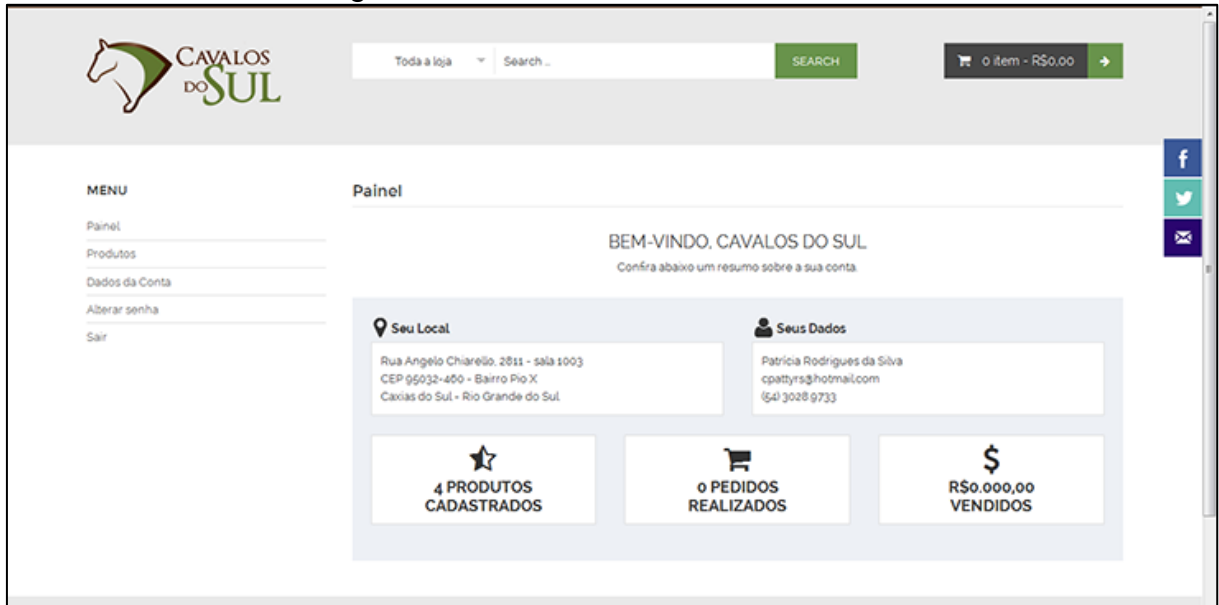 CAVALOS
DO SUL
Toda a loja
Search ..
SEARCH
0 item - R$0,00
MENU
Painel
Produtos
Dados da Conta
Alterar senha
Sair
Painel
BEM-VINDO, CAVALOS DO SUL
Confira abaixo um resumo sobre a sua conta.
Seu Local
Rua Angelo Chiarello, 2811 - sala 1003
CEP 95032-460 - Bairro Pio X
Caxias do Sul - Rio Grande do Sul
Seus Dados
Patrícia Rodrigues da Silva
cpattyrs@hotmail.com
(54) 3028.9733
4 PRODUTOS
CADASTRADOS
0 PEDIDOS
REALIZADOS
R$0.000,00
VENDIDOS